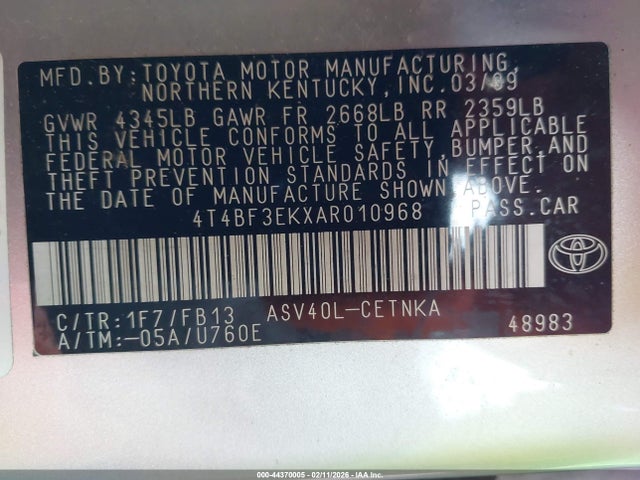 MFD.BY:TOYOTA MOTOR MANUFACTURING,
NORTHERN KENTUCKY,INC.03/09
GVWR 4345LB GAWR FR 2668LB RR 2359LB
THIS VEHICLE CONFORMS TO ALL APPLICABLE
FEDERAL MOTOR VEHICLE SAFETY,BUMPER,AND
THEFT PREVENTION STANDARDS IN EFFECT ON
THE DATE OF MANUFACTURE SHOWN ABOVE.
4T4BF3EKXAR010968 PASS.CAR
C/TR:1F7/FB13 ASV40L-CETNKA
A/TM:-05A/U760E 48983
000-44370005 - 02/11/2026 - IAA, Inc.